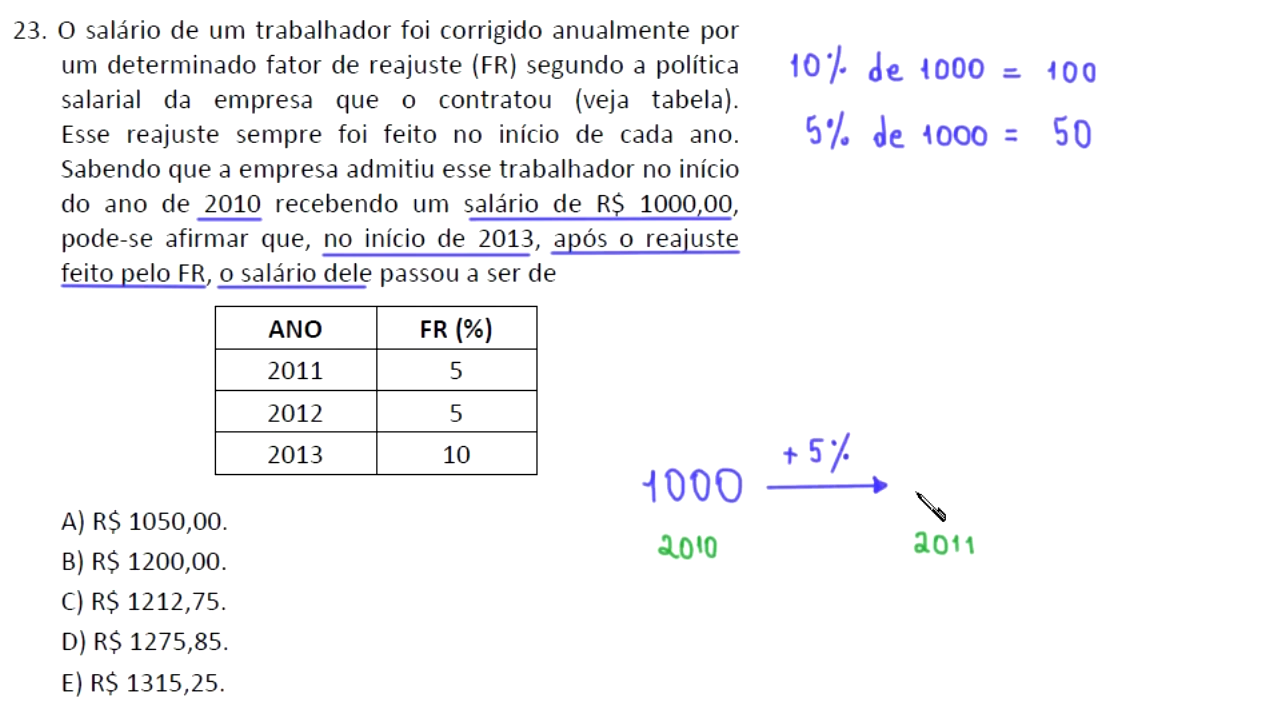 23. O salário de um trabalhador foi corrigido anualmente por
um determinado fator de reajuste (FR) segundo a política
salarial da empresa que o contratou (veja tabela).
Esse reajuste sempre foi feito no início de cada ano.
Sabendo que a empresa admitiu esse trabalhador no início
do ano de 2010 recebendo um salário de R$ 1000,00,
pode-se afirmar que, no início de 2013, após o reajuste
feito pelo FR, o salário dele passou a ser de
ANO FR (%)
2011 5
2012 5
2013 10
A) R$ 1050,00.
B) R$ 1200,00.
C) R$ 1212,75.
D) R$ 1275,85.
E) R$ 1315,25.
10% de 1000 = 100
5% de 1000 = 50
+ 5%
1000
2010 2011